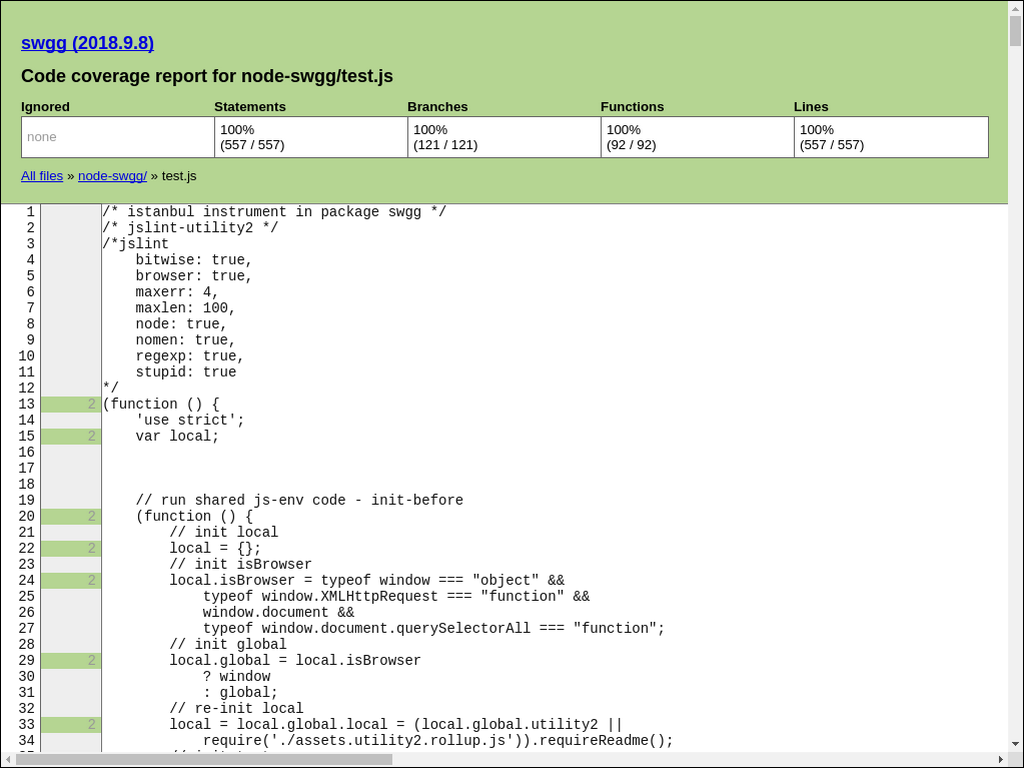 swgg (2018.9.8)
Code coverage report for node-swgg/test.js
Ignored Statements Branches Functions Lines
none 100% (557 / 557) 100% (121 / 121) 100% (92 / 92) 100% (557 / 557)
All files » node-swgg/ » test.js
1 /* istanbul instrument in package swgg */
2 /* jslint-utility2 */
3 /*jslint
4     bitwise: true,
5     browser: true,
6     maxerr: 4,
7     maxlen: 100,
8     node: true,
9     nomen: true,
10     regexp: true,
11     stupid: true
12 */
13 2 (function () {
14     'use strict';
15 2     var local;
16
17
18
19     // run shared js-env code - init-before
20 2     (function () {
21         // init local
22 2         local = {};
23         // init isBrowser
24 2         local.isBrowser = typeof window === "object" &&
25             typeof window.XMLHttpRequest === "function" &&
26             window.document &&
27             typeof window.document.querySelectorAll === "function";
28         // init global
29 2         local.global = local.isBrowser
30             ? window
31             : global;
32         // re-init local
33 2         local = local.global.local = (local.global.utility2 ||
34             require('./assets.utility2.rollup.js')).requireReadme();